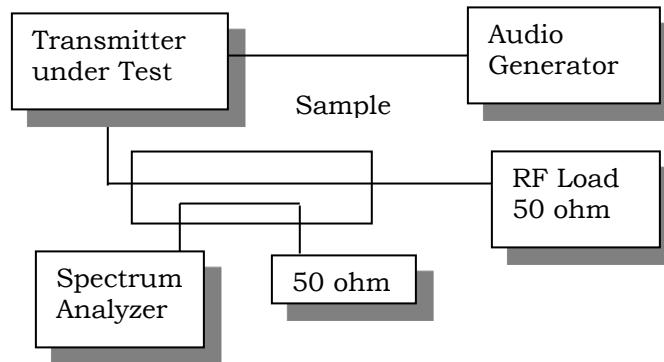 Transmitter
under Test
Audio
Generator
Sample
RF Load
50 ohm
Spectrum
Analyzer
50 ohm